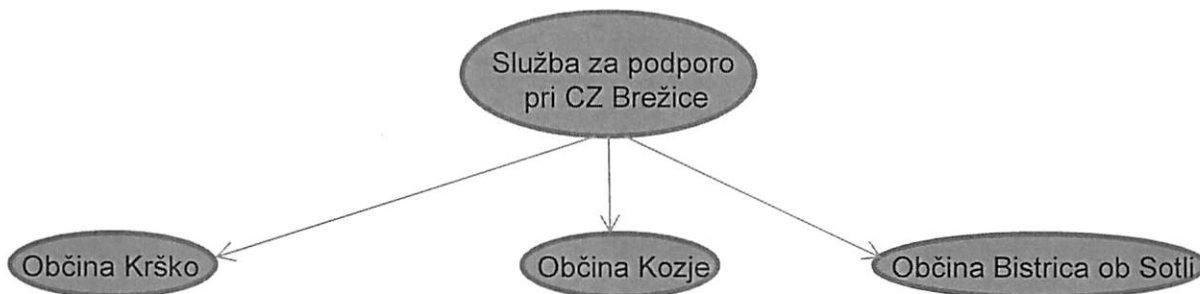 Služba za podporo
pri CZ Brežice
Občina Krško
Občina Kozje
Občina Bistrica ob Sotli